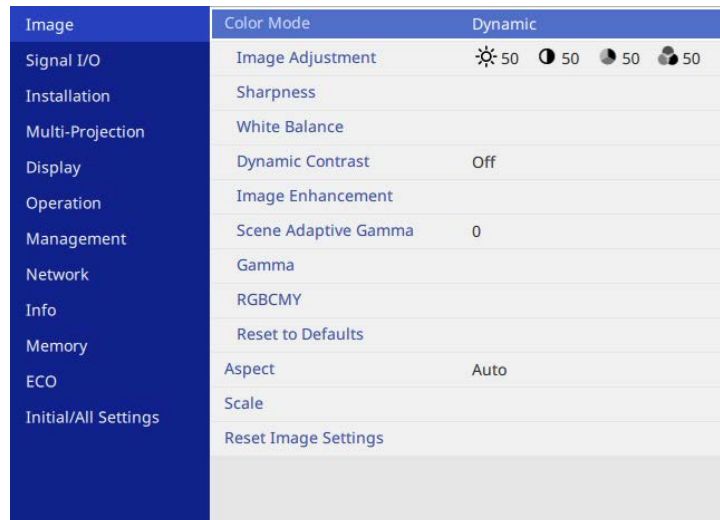 Image
Signal I/O
Installation
Multi-Projection
Display
Operation
Management
Network
Info
Memory
ECO
Initial/All Settings
Color Mode Dynamic
Image Adjustment 50 50 50 50
Sharpness
White Balance
Dynamic Contrast Off
Image Enhancement
Scene Adaptive Gamma 0
Gamma
RGBCMY
Reset to Defaults
Aspect Auto
Scale
Reset Image Settings